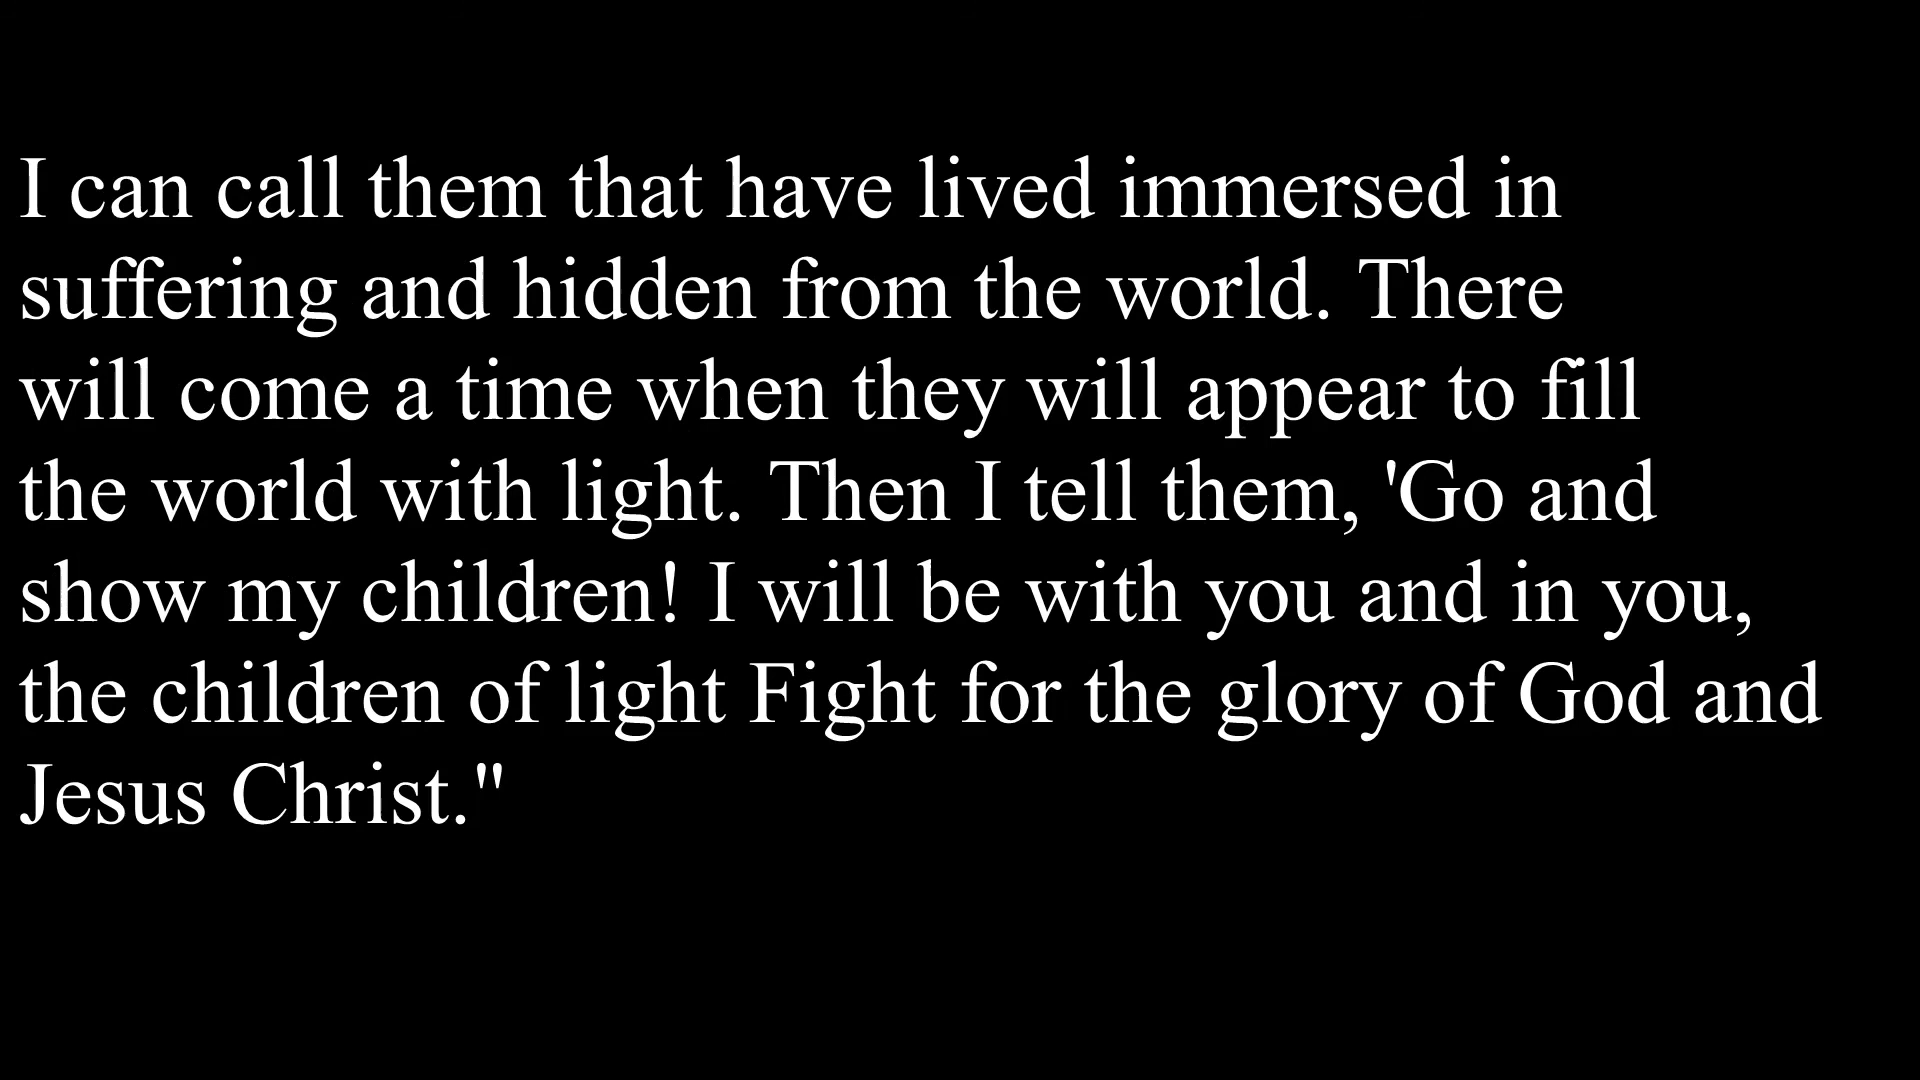 I can call them that have lived immersed in
suffering and hidden from the world. There
will come a time when they will appear to fill
the world with light. Then I tell them, 'Go and
show my children! I will be with you and in you,
the children of light Fight for the glory of God and
Jesus Christ."